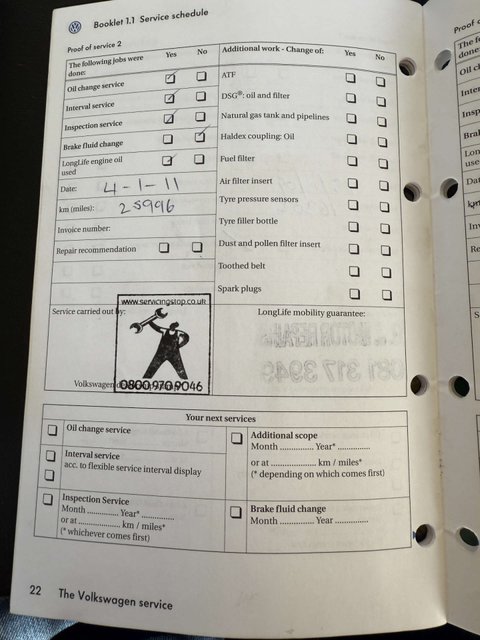 Booklet 1.1 Service schedule
Proof of service 2
The following jobs were done: Yes No
Oil change service
Interval service
Inspection service
Brake fluid change
LongLife engine oil used
Date: 4-1-11
km (miles): 25996
Invoice number:
Repair recommendation
Additional work - Change of: Yes No
ATF
DSG®: oil and filter
Natural gas tank and pipelines
Haldex coupling: Oil
Fuel filter
Air filter insert
Tyre pressure sensors
Tyre filler bottle
Dust and pollen filter insert
Toothed belt
Spark plugs
Service carried out by:
www.servicingstop.co.uk
0800 970 9046
Volkswagen
LongLife mobility guarantee:
Your next services
Oil change service
Interval service
acc. to flexible service interval display
Inspection Service
Month .............. Year* ..............
or at .................. km / miles*
(* whichever comes first)
Additional scope
Month .............. Year* ..............
or at .................. km / miles*
(* depending on which comes first)
Brake fluid change
Month .............. Year ..............
22 The Volkswagen service
Proof o